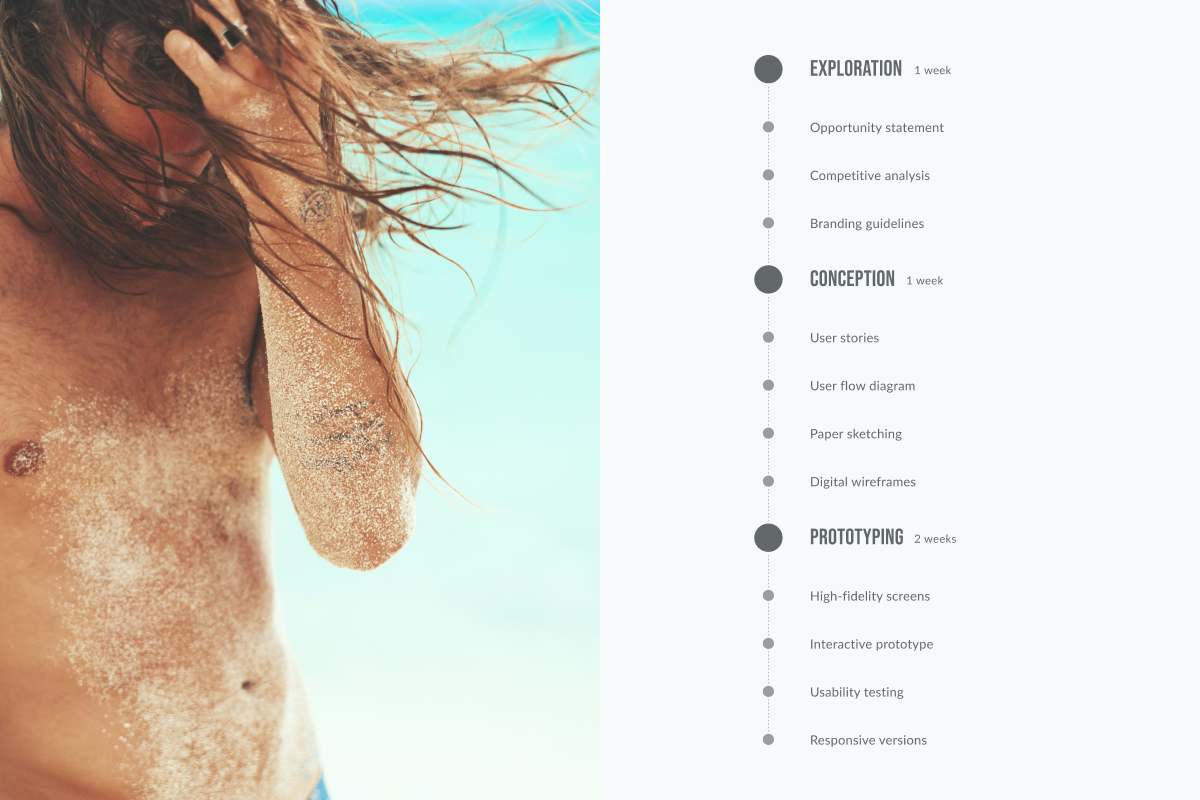 EXPLORATION 1 week
Opportunity statement
Competitive analysis
Branding guidelines
CONCEPTION 1 week
User stories
User flow diagram
Paper sketching
Digital wireframes
PROTOTYPING 2 weeks
High-fidelity screens
Interactive prototype
Usability testing
Responsive versions